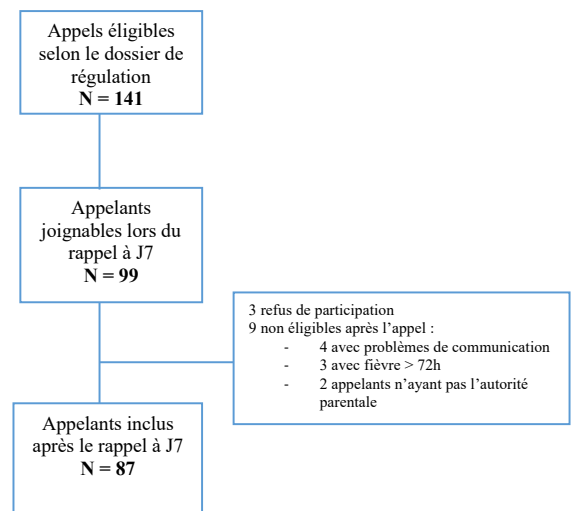 Appels éligibles
selon le dossier de
régulation
N = 141
Appelants
joignables lors du
rappel à J7
N = 99
3 refus de participation
9 non éligibles après l'appel :
- 4 avec problèmes de communication
- 3 avec fièvre > 72h
- 2 appelants n'ayant pas l'autorité
parentale
Appelants inclus
après le rappel à J7
N = 87